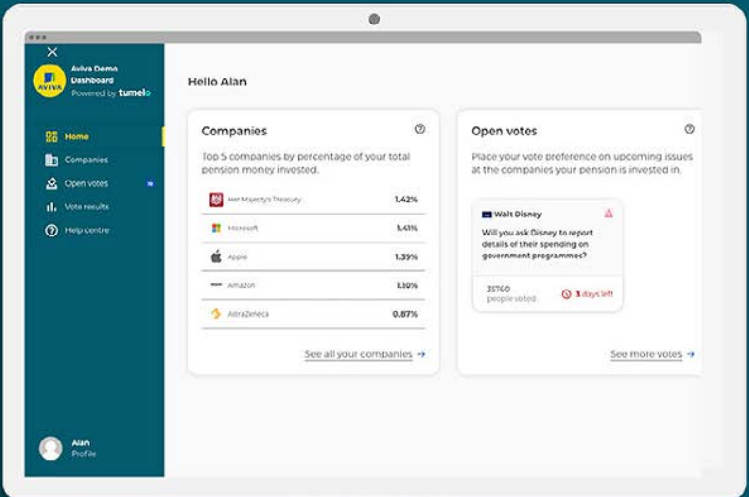 AVIVA
Aviva Demo
Dashboard
Powered by tumelo
Home
Companies
Open votes
Vote results
Help centre
Alan
Profile
Hello Alan
Companies
Top 5 companies by percentage of your total
pension money invested.
Her Majesty's Treasury 1.42%
Microsoft 1.41%
Apple 1.39%
Amazon 1.10%
AstraZeneca 0.87%
See all your companies →
Open votes
Place your vote preference on upcoming issues
at the companies your pension is invested in.
Walt Disney
Will you ask Disney to report
details of their spending on
government programmes?
35760
people voted
3 days left
See more votes →